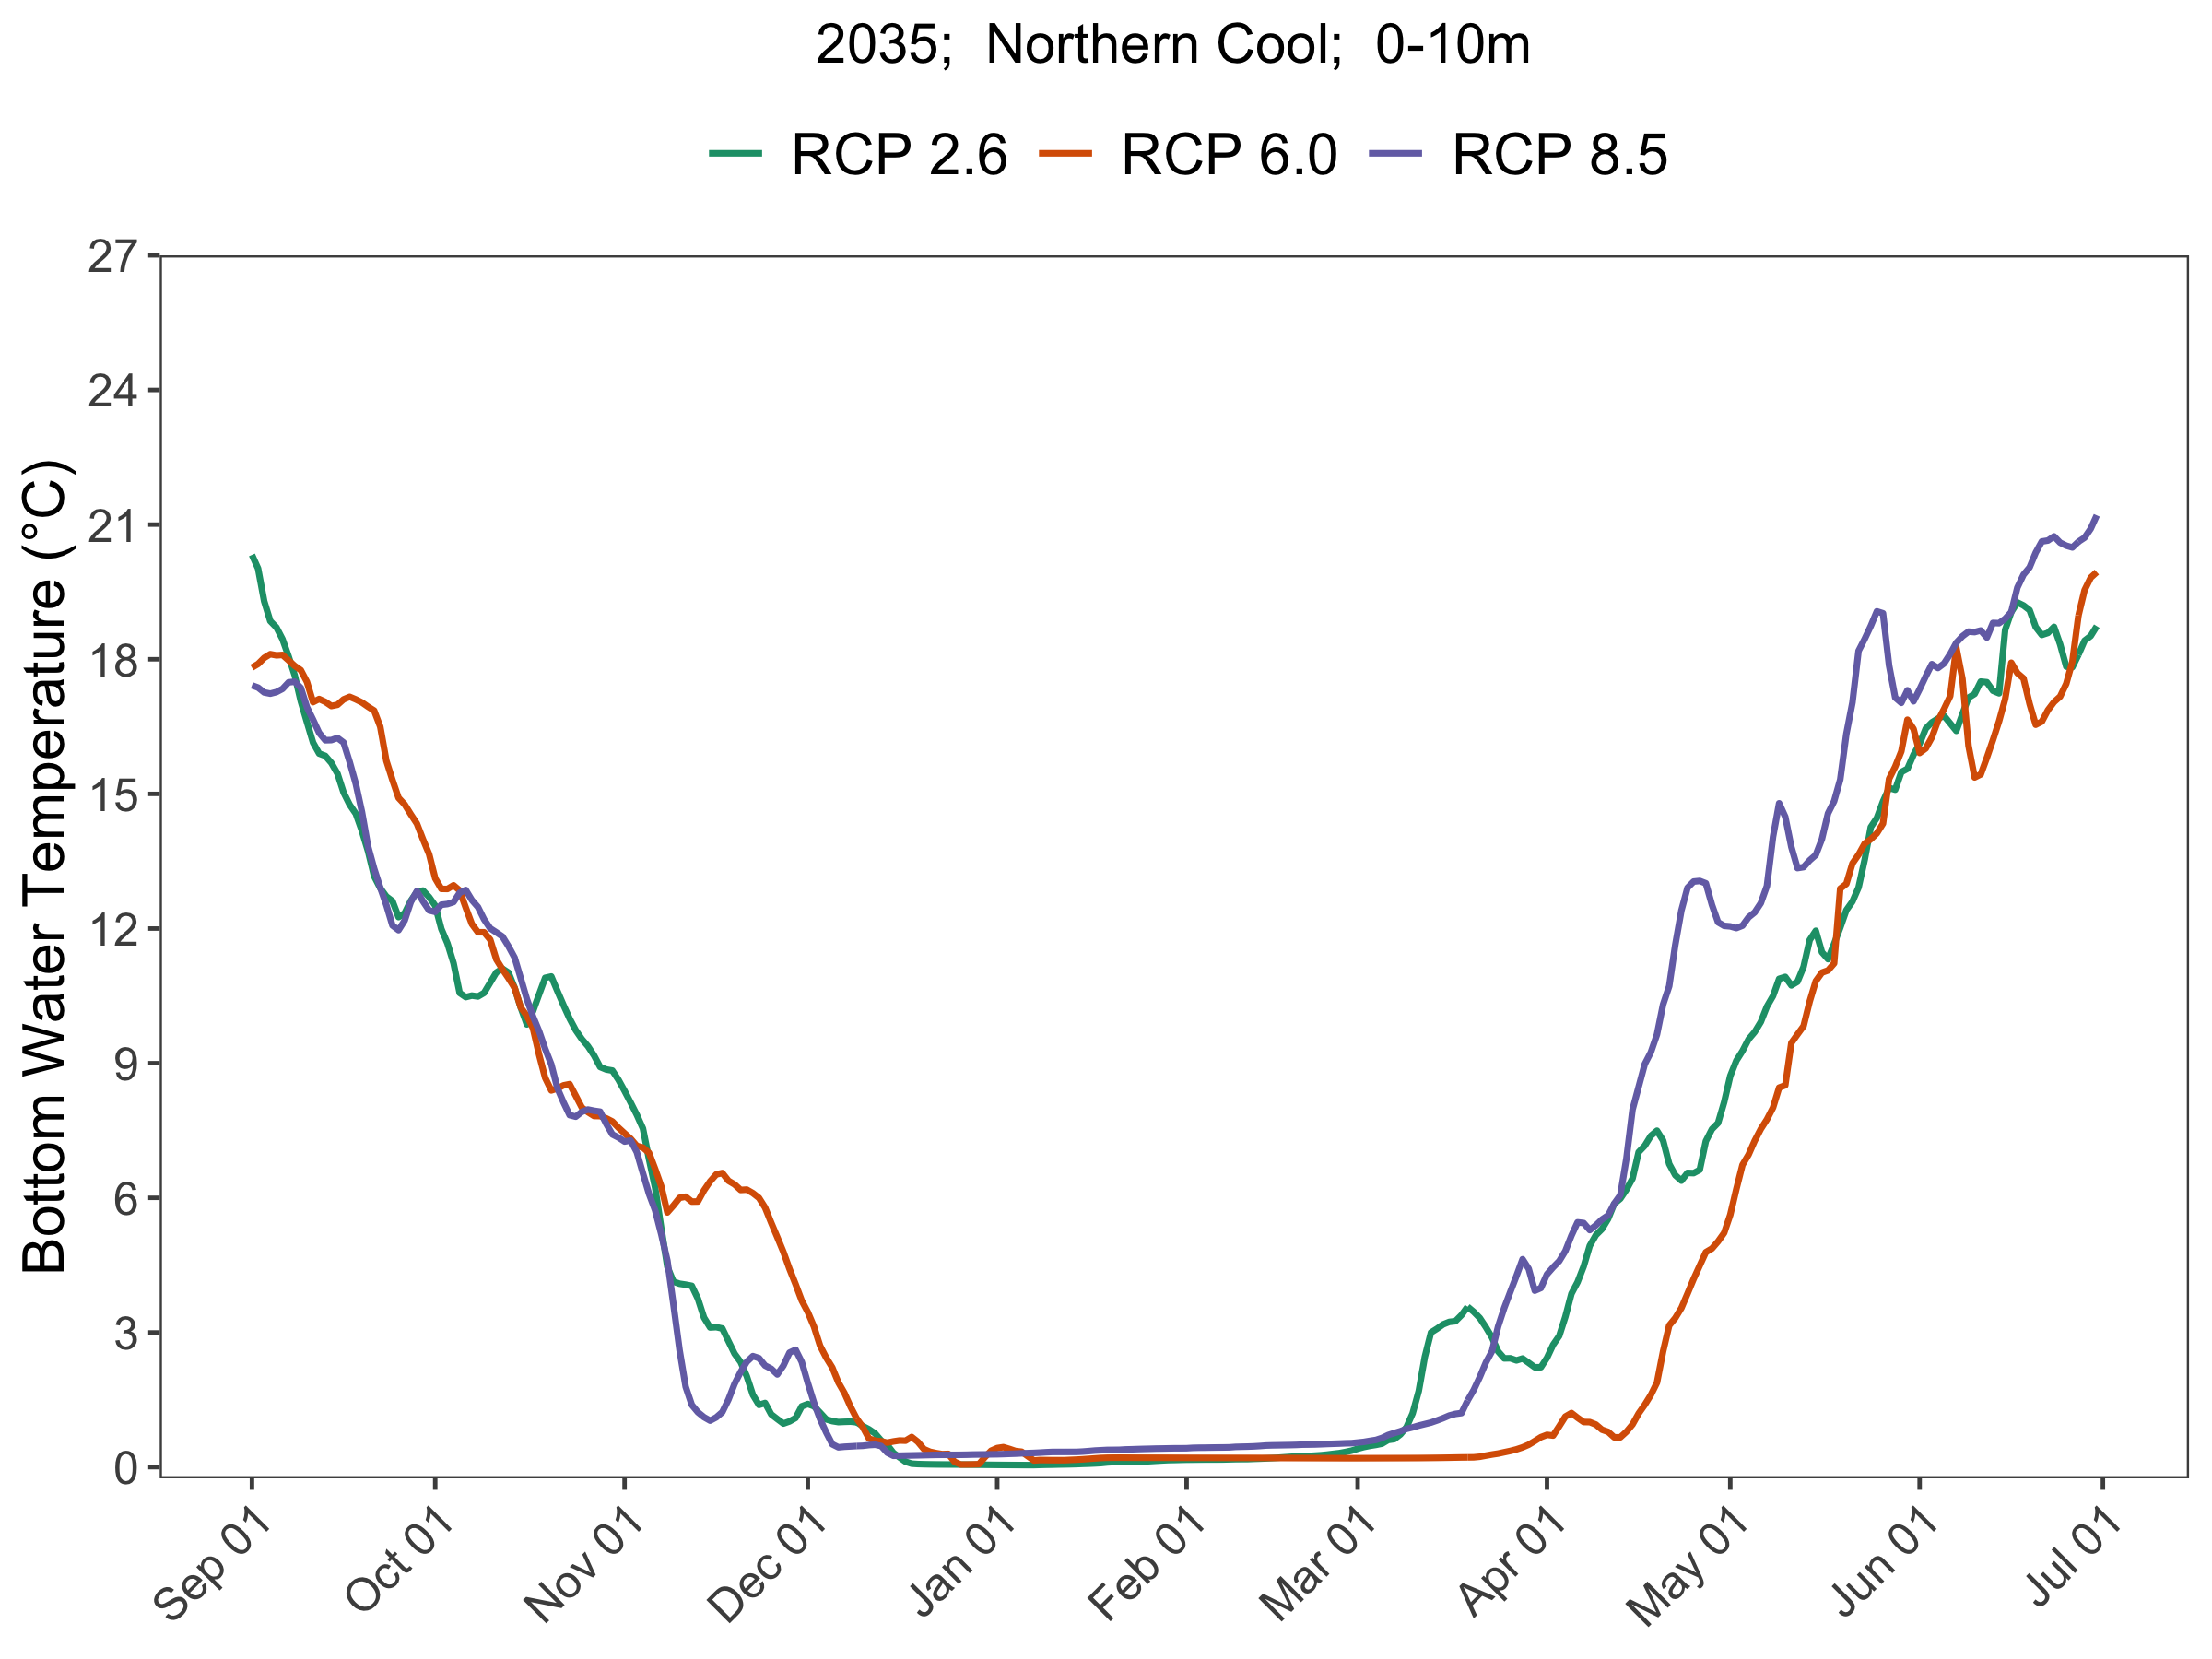 2035;  Northern Cool;  0-10m
RCP 2.6 RCP 6.0 RCP 8.5
Bottom Water Temperature (°C)
27
24
21
18
15
12
9
6
3
0
Sep 01 Oct 01 Nov 01 Dec 01 Jan 01 Feb 01 Mar 01 Apr 01 May 01 Jun 01 Jul 01